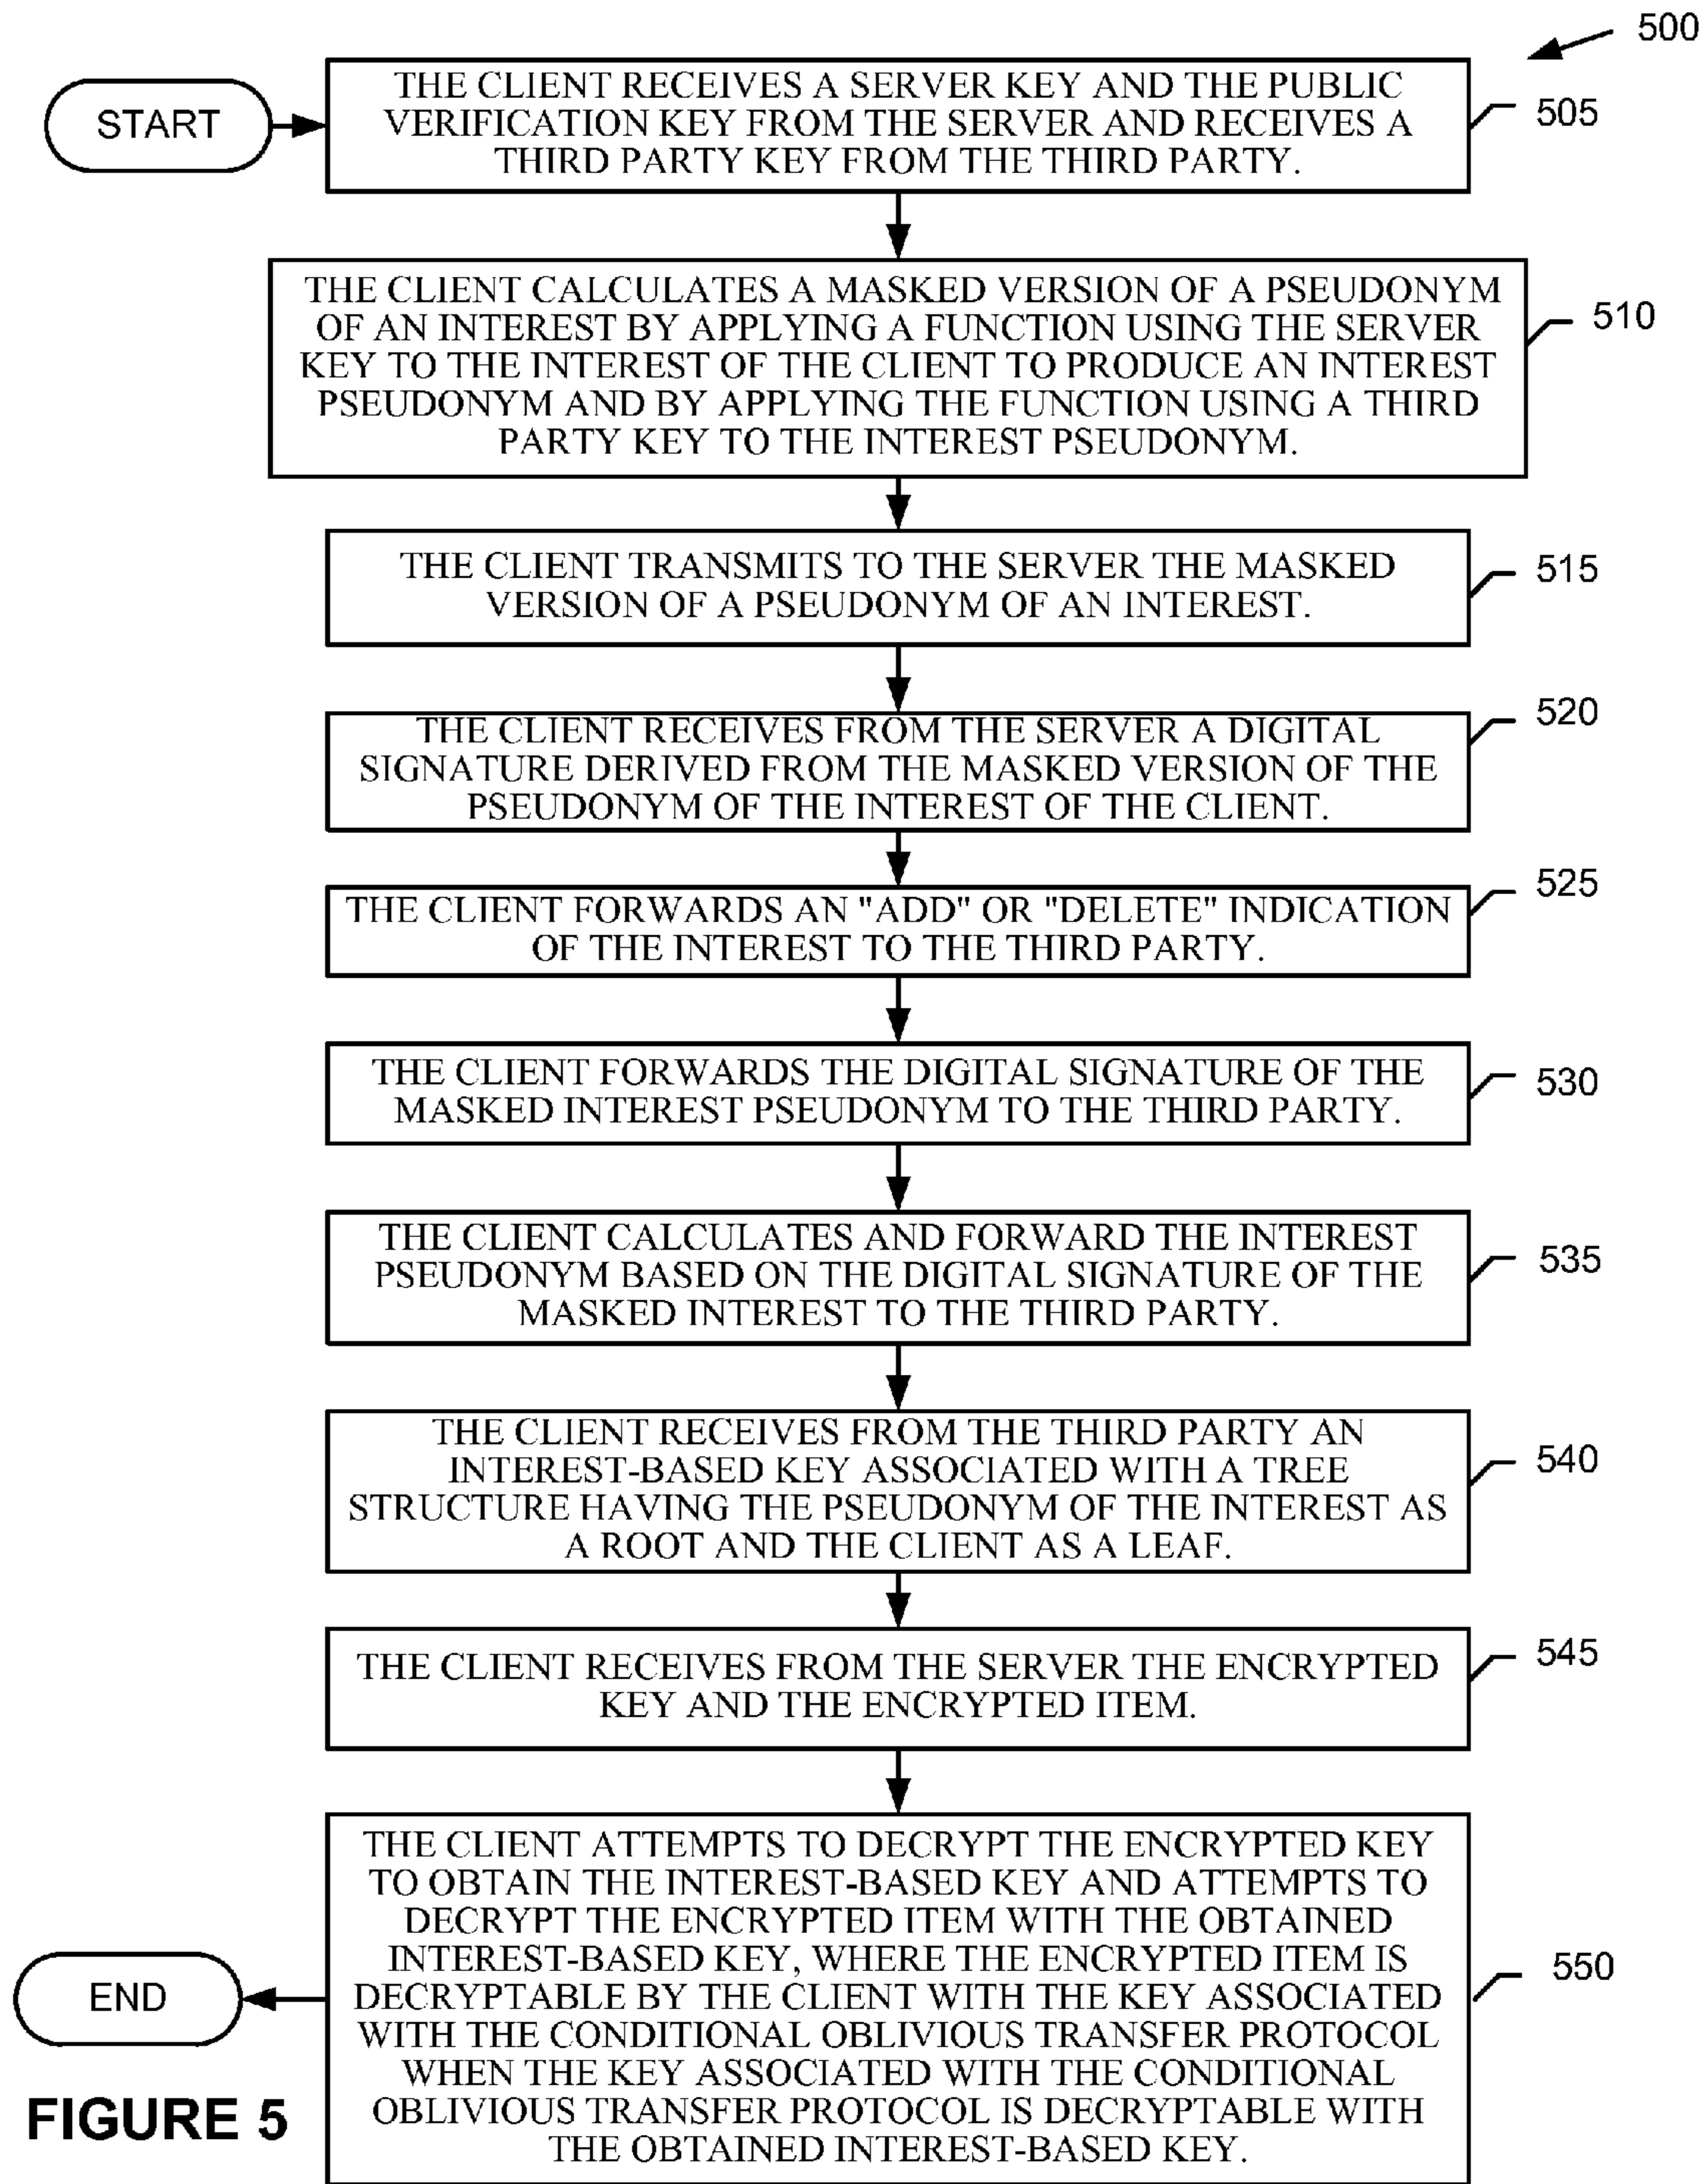 500
START
THE CLIENT RECEIVES A SERVER KEY AND THE PUBLIC
VERIFICATION KEY FROM THE SERVER AND RECEIVES A
THIRD PARTY KEY FROM THE THIRD PARTY.
505
THE CLIENT CALCULATES A MASKED VERSION OF A PSEUDONYM
OF AN INTEREST BY APPLYING A FUNCTION USING THE SERVER
KEY TO THE INTEREST OF THE CLIENT TO PRODUCE AN INTEREST
PSEUDONYM AND BY APPLYING THE FUNCTION USING A THIRD
PARTY KEY TO THE INTEREST PSEUDONYM.
510
THE CLIENT TRANSMITS TO THE SERVER THE MASKED
VERSION OF A PSEUDONYM OF AN INTEREST.
515
THE CLIENT RECEIVES FROM THE SERVER A DIGITAL
SIGNATURE DERIVED FROM THE MASKED VERSION OF THE
PSEUDONYM OF THE INTEREST OF THE CLIENT.
520
THE CLIENT FORWARDS AN "ADD" OR "DELETE" INDICATION
OF THE INTEREST TO THE THIRD PARTY.
525
THE CLIENT FORWARDS THE DIGITAL SIGNATURE OF THE
MASKED INTEREST PSEUDONYM TO THE THIRD PARTY.
530
THE CLIENT CALCULATES AND FORWARD THE INTEREST
PSEUDONYM BASED ON THE DIGITAL SIGNATURE OF THE
MASKED INTEREST TO THE THIRD PARTY.
535
THE CLIENT RECEIVES FROM THE THIRD PARTY AN
INTEREST-BASED KEY ASSOCIATED WITH A TREE
STRUCTURE HAVING THE PSEUDONYM OF THE INTEREST AS
A ROOT AND THE CLIENT AS A LEAF.
540
THE CLIENT RECEIVES FROM THE SERVER THE ENCRYPTED
KEY AND THE ENCRYPTED ITEM.
545
THE CLIENT ATTEMPTS TO DECRYPT THE ENCRYPTED KEY
TO OBTAIN THE INTEREST-BASED KEY AND ATTEMPTS TO
DECRYPT THE ENCRYPTED ITEM WITH THE OBTAINED
INTEREST-BASED KEY, WHERE THE ENCRYPTED ITEM IS
DECRYPTABLE BY THE CLIENT WITH THE KEY ASSOCIATED
WITH THE CONDITIONAL OBLIVIOUS TRANSFER PROTOCOL
WHEN THE KEY ASSOCIATED WITH THE CONDITIONAL
OBLIVIOUS TRANSFER PROTOCOL IS DECRYPTABLE WITH
THE OBTAINED INTEREST-BASED KEY.
550
END
FIGURE 5